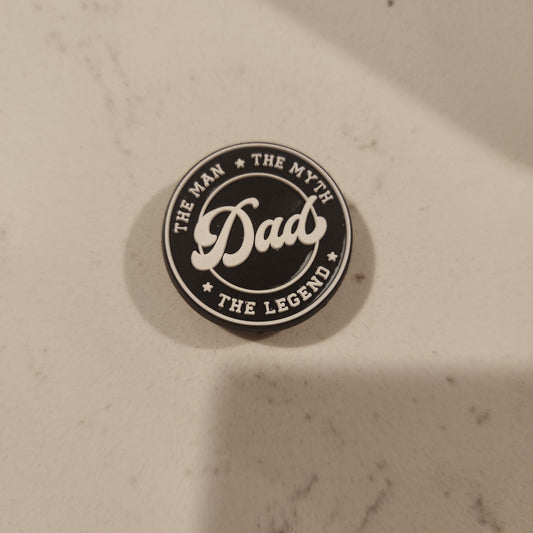 THE MAN
THE MYTH
Dad
THE LEGEND